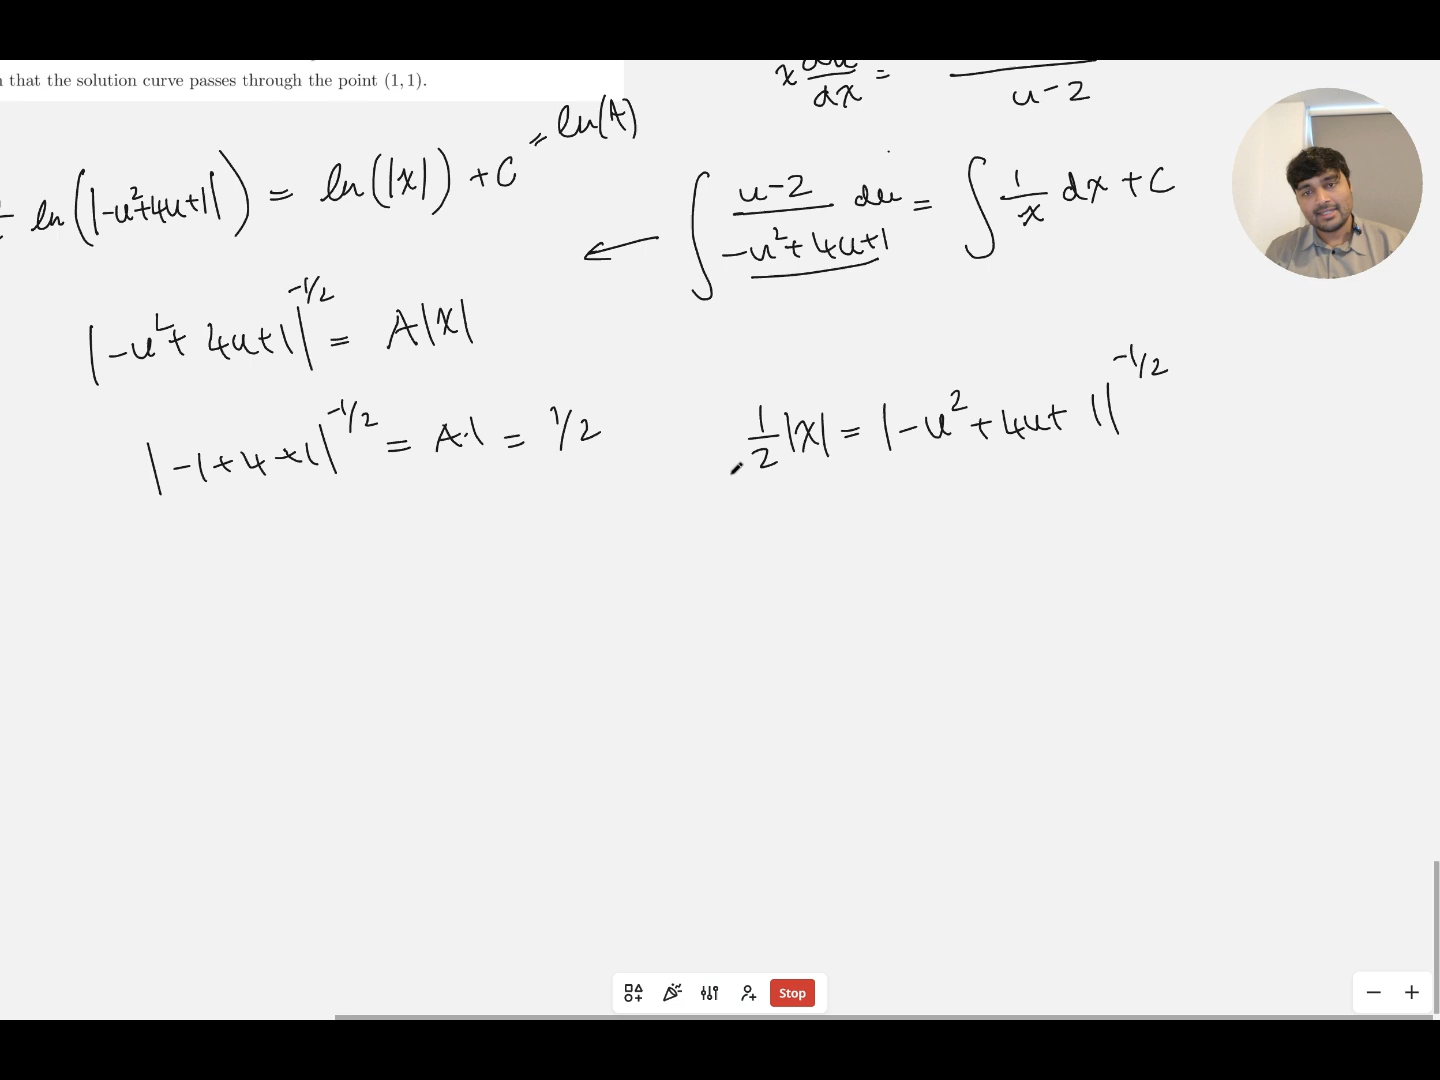 that the solution curve passes through the point (1, 1).
x du/dx = ——— / u-2
= ln(A)
ln(|-u²+4u+1|) = ln(|x|) + C
∫ (u-2)/(-u²+4u+1) du = ∫ 1/x dx + C
|-u²+4u+1|^(-1/2) = A|x|
|-1+4+1|^(-1/2) = A·1 = 1/2
1/2|x| = |-u²+4u+1|^(-1/2)
Stop